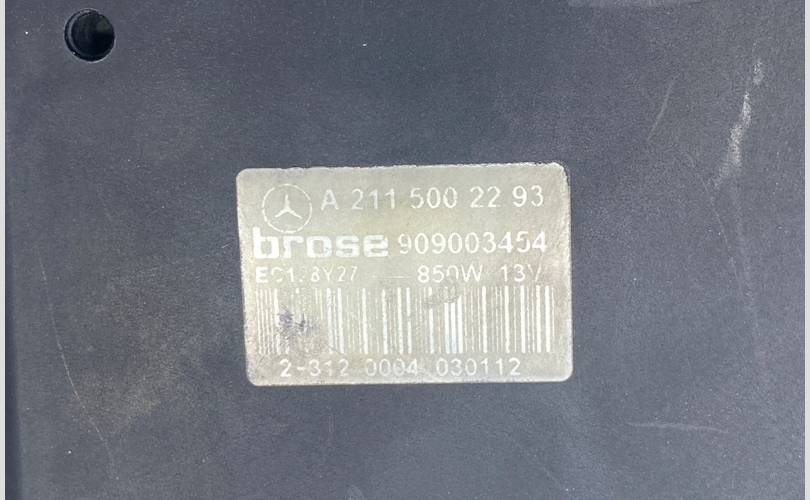 A 211 500 22 93
brose 909003454
850W 13V
2-312 0004 030112